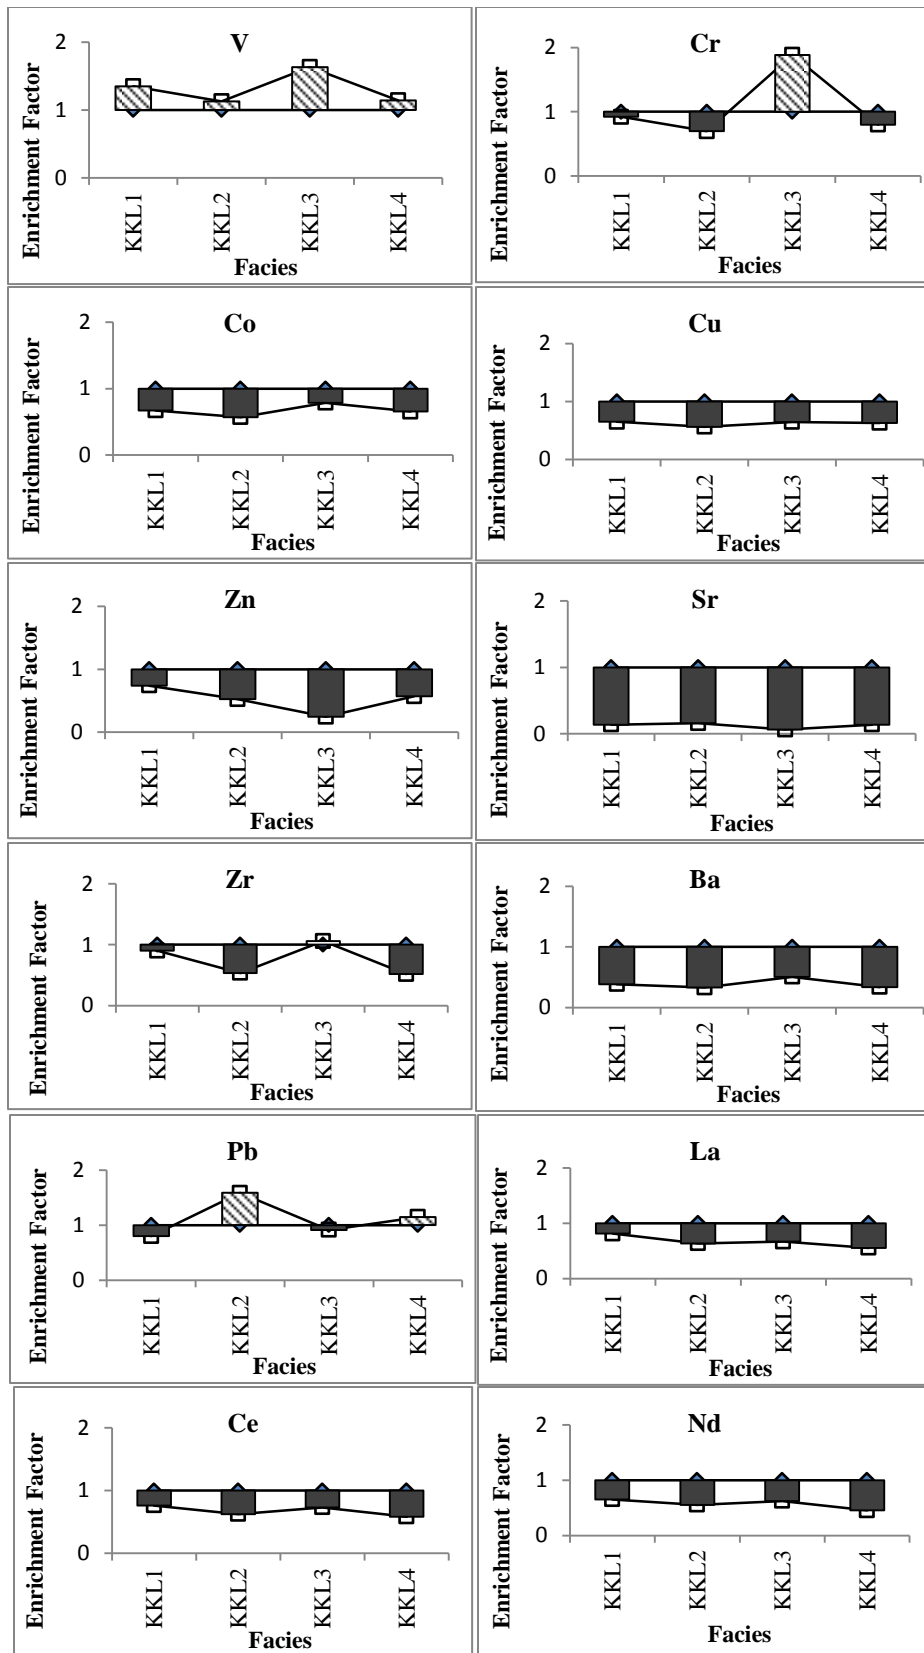 V
Enrichment Factor
2
1
0
KKL1
KKL2
KKL3
KKL4
Facies
Cr
Enrichment Factor
2
1
0
KKL1
KKL2
KKL3
KKL4
Facies
Co
Enrichment Factor
2
1
0
KKL1
KKL2
KKL3
KKL4
Facies
Cu
Enrichment Factor
2
1
0
KKL1
KKL2
KKL3
KKL4
Facies
Zn
Enrichment Factor
2
1
0
KKL1
KKL2
KKL3
KKL4
Facies
Sr
Enrichment Factor
2
1
0
KKL1
KKL2
KKL3
KKL4
Facies
Zr
Enrichment Factor
2
1
0
KKL1
KKL2
KKL3
KKL4
Facies
Ba
Enrichment Factor
2
1
0
KKL1
KKL2
KKL3
KKL4
Facies
Pb
Enrichment Factor
2
1
0
KKL1
KKL2
KKL3
KKL4
Facies
La
Enrichment Factor
2
1
0
KKL1
KKL2
KKL3
KKL4
Facies
Ce
Enrichment Factor
2
1
0
KKL1
KKL2
KKL3
KKL4
Facies
Nd
Enrichment Factor
2
1
0
KKL1
KKL2
KKL3
KKL4
Facies